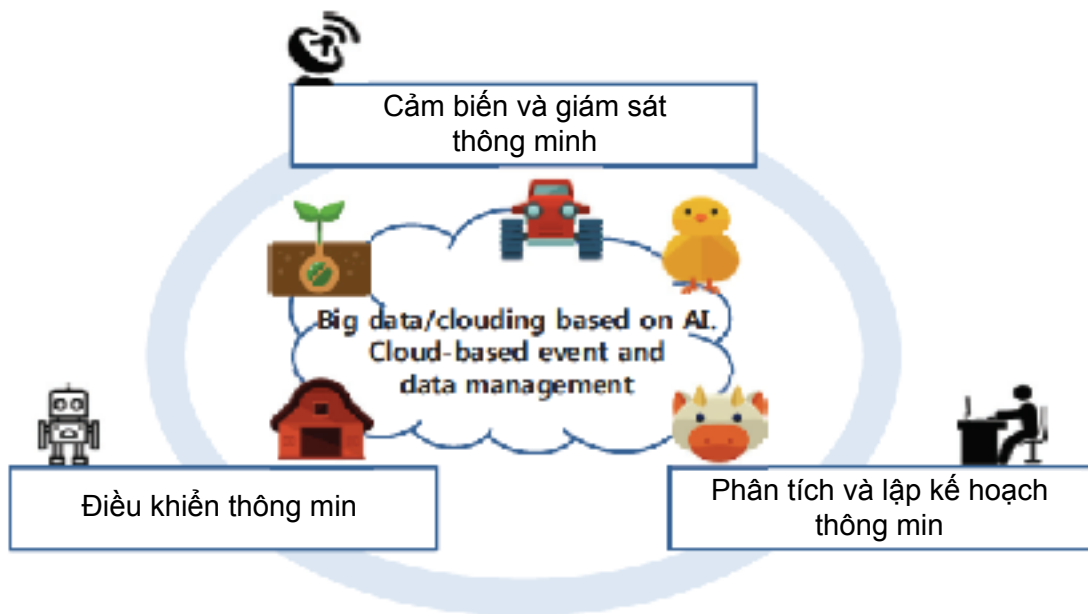 Cảm biến và giám sát
thông minh
Big data/clouding based on AI.
Cloud-based event and
data management
Điều khiển thông min
Phân tích và lập kế hoạch
thông min